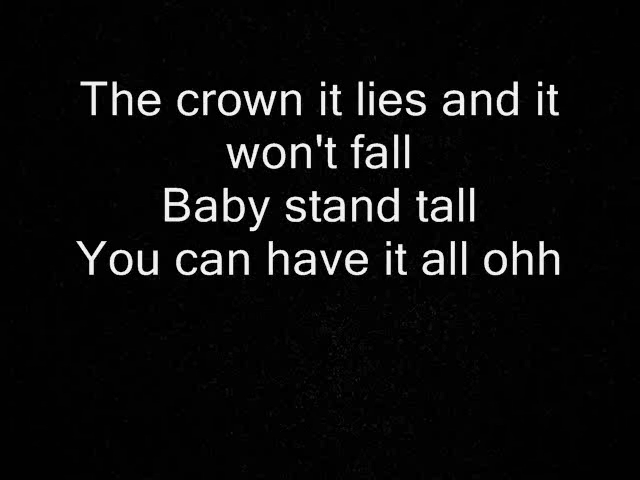 The crown it lies and it
won't fall
Baby stand tall
You can have it all ohh